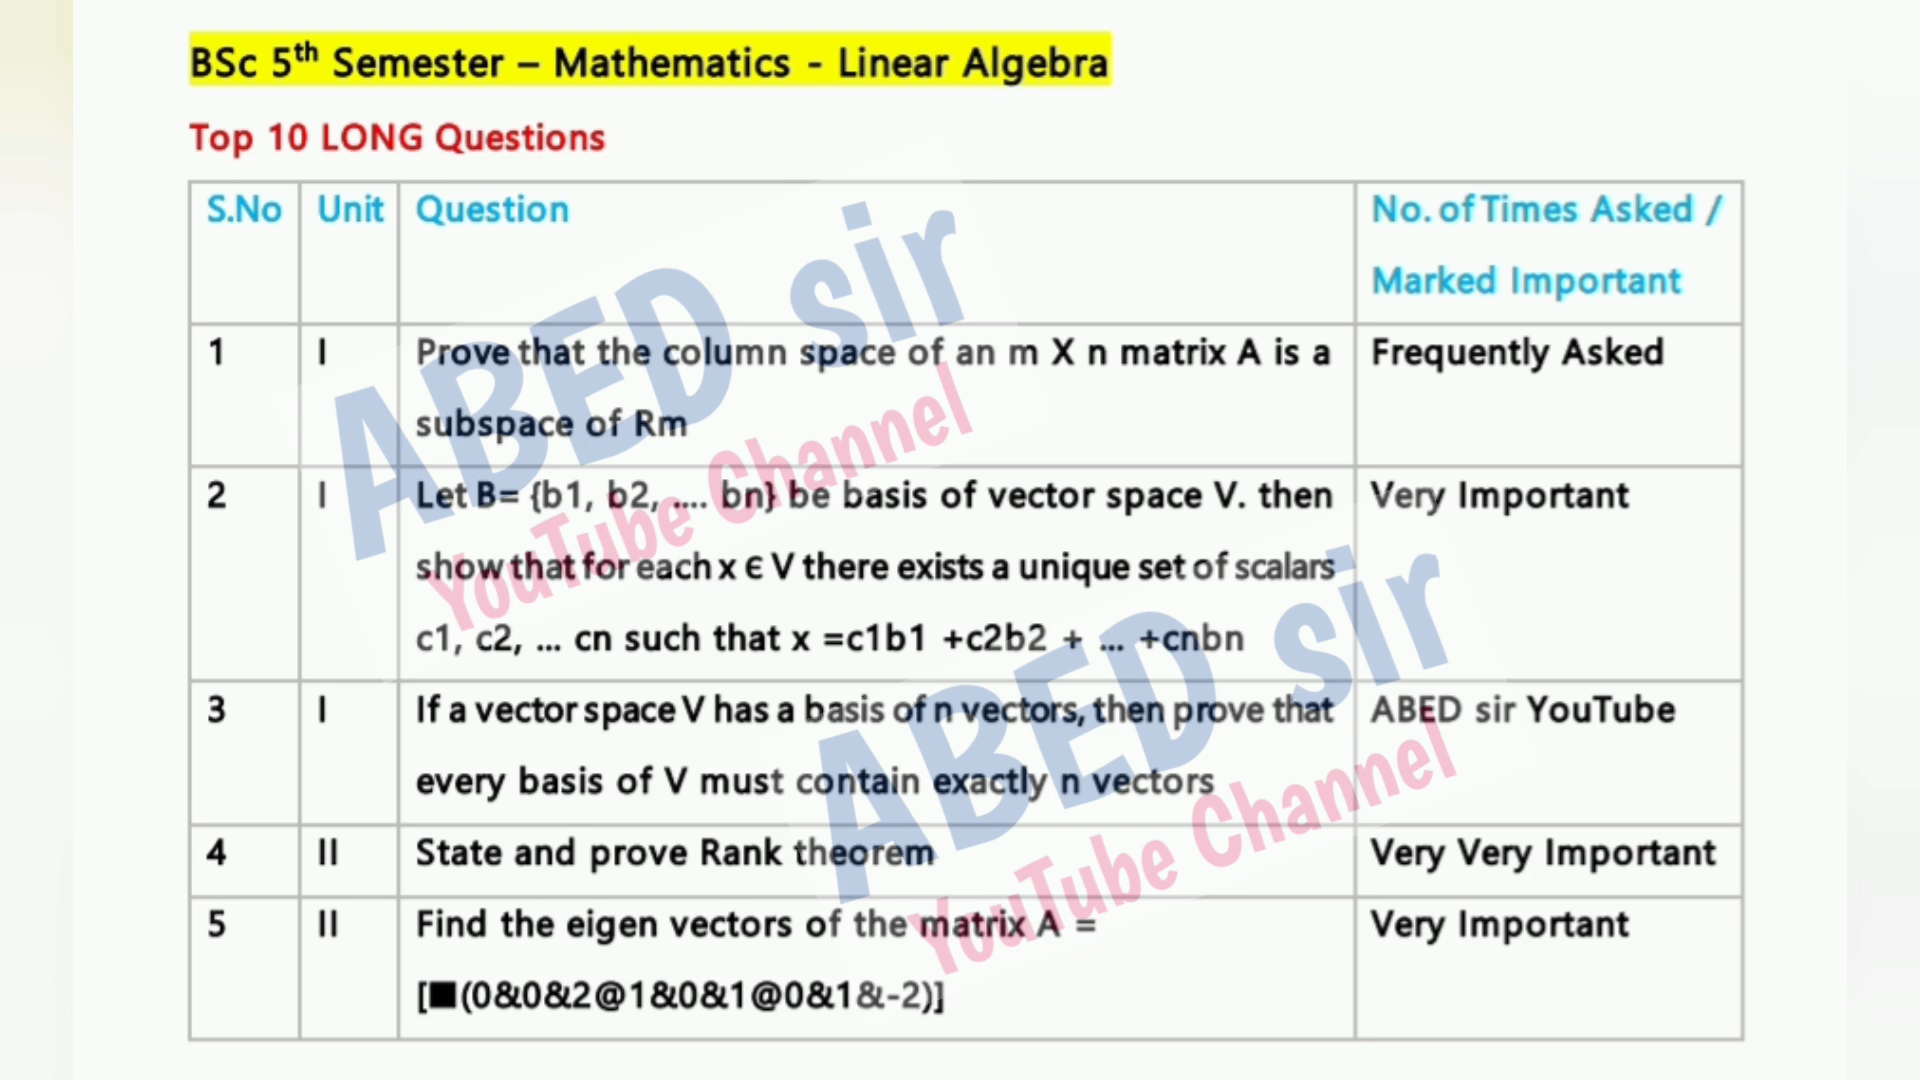 BSc 5th Semester – Mathematics - Linear Algebra
Top 10 LONG Questions
S.No Unit Question No. of Times Asked /
Marked Important
1 I Prove that the column space of an m X n matrix A is a Frequently Asked
subspace of Rm
2 I Let B= {b1, b2, .... bn} be basis of vector space V. then Very Important
show that for each x Є V there exists a unique set of scalars
c1, c2, ... cn such that x =c1b1 +c2b2 + ... +cnbn
3 I If a vector space V has a basis of n vectors, then prove that ABED sir YouTube
every basis of V must contain exactly n vectors
4 II State and prove Rank theorem Very Very Important
5 II Find the eigen vectors of the matrix A = Very Important
[■(0&0&2@1&0&1@0&1&-2)]
ABED sir
YouTube Channel
ABED sir
YouTube Channel